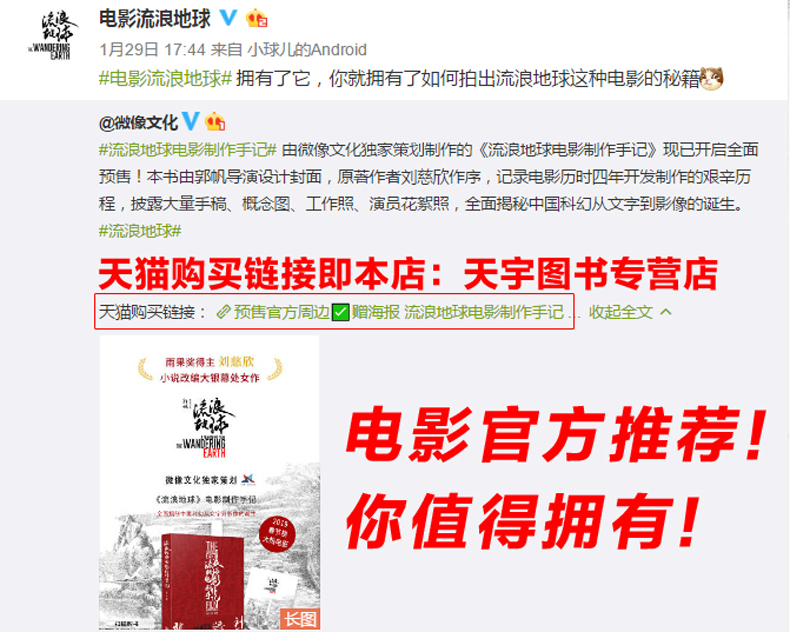 流浪地球
THE WANDERING EARTH
电影流浪地球
1月29日 17:44 来自 小球儿的Android
#电影流浪地球# 拥有了它，你就拥有了如何拍出流浪地球这种电影的秘籍
@微像文化
#流浪地球电影制作手记# 由微像文化独家策划制作的《流浪地球电影制作手记》现已开启全面
预售！本书由郭帆导演设计封面，原著作者刘慈欣作序，记录电影历时四年开发制作的艰辛历
程，披露大量手稿、概念图、工作照、演员花絮照，全面揭秘中国科幻从文字到影像的诞生。
#流浪地球#
天猫购买链接即本店：天宇图书专营店
天猫购买链接： 预售官方周边✅赠海报 流浪地球电影制作手记 ... 收起全文
雨果奖得主 刘慈欣
小说改编大银幕处女作
流浪地球
THE WANDERING EARTH
微像文化独家策划
《流浪地球》电影制作手记
2019
春节档
电影官方推荐！
你值得拥有！
长图